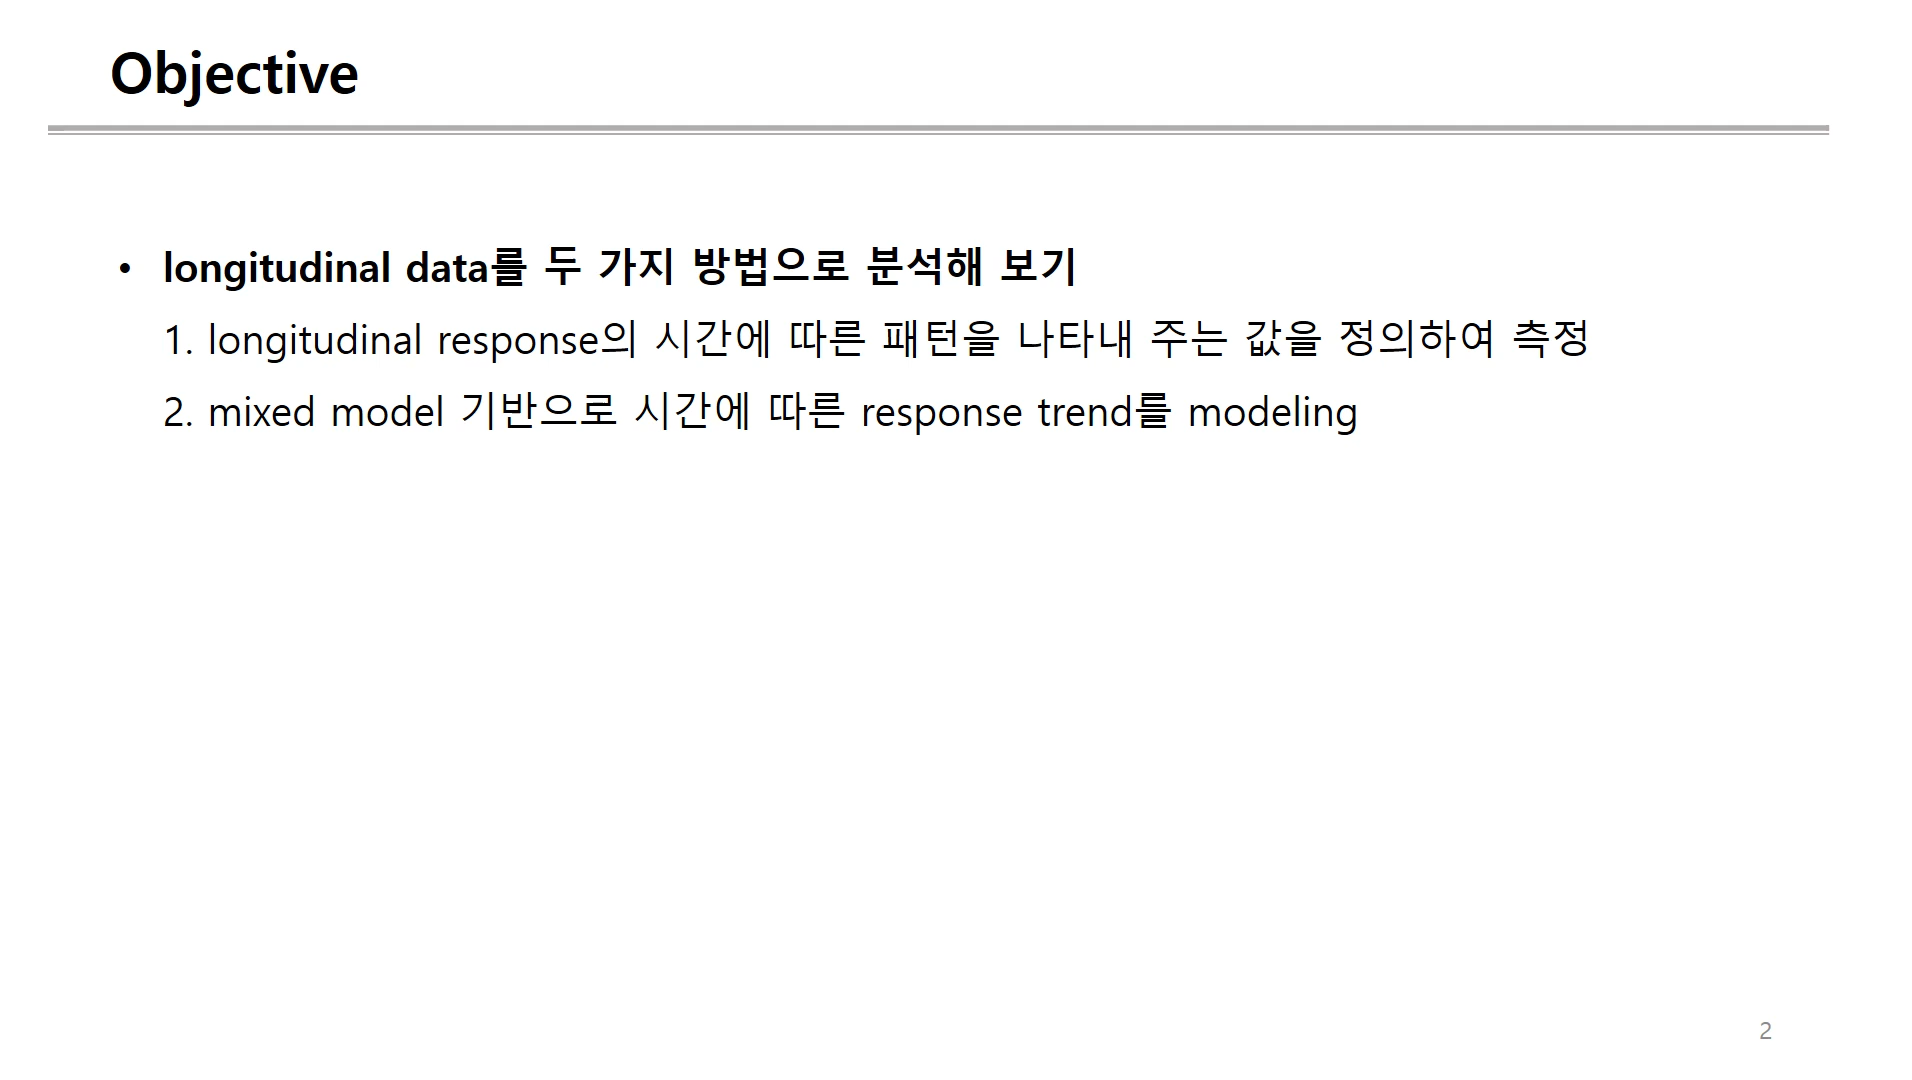 Objective
• longitudinal data를 두 가지 방법으로 분석해 보기
1. longitudinal response의 시간에 따른 패턴을 나타내 주는 값을 정의하여 측정
2. mixed model 기반으로 시간에 따른 response trend를 modeling
2